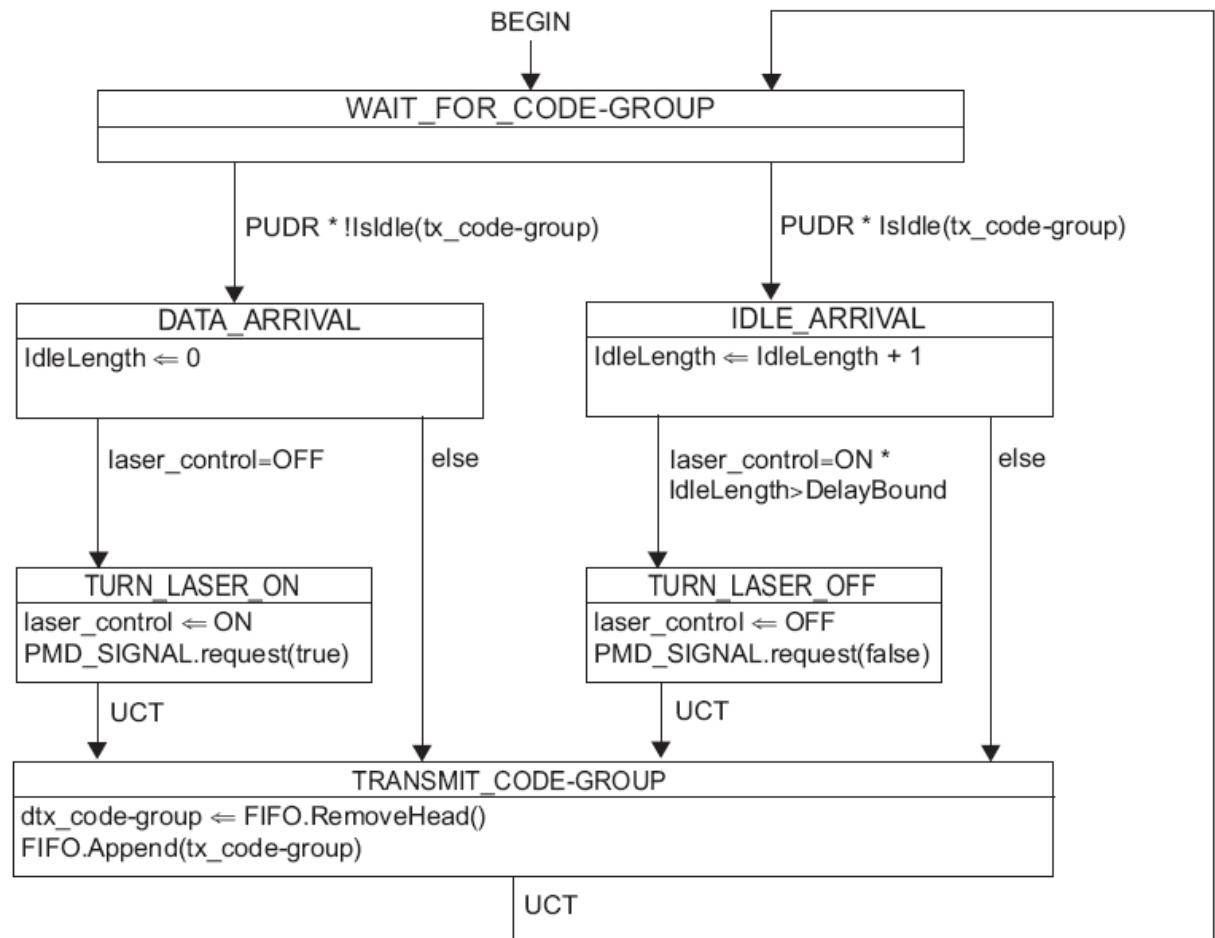 BEGIN
WAIT_FOR_CODE-GROUP
PUDR * !IsIdle(tx_code-group)
PUDR * IsIdle(tx_code-group)
DATA_ARRIVAL
IdleLength ⇐ 0
IDLE_ARRIVAL
IdleLength ⇐ IdleLength + 1
laser_control=OFF
else
laser_control=ON *
IdleLength>DelayBound
else
TURN_LASER_ON
laser_control ⇐ ON
PMD_SIGNAL.request(true)
TURN_LASER_OFF
laser_control ⇐ OFF
PMD_SIGNAL.request(false)
UCT
UCT
TRANSMIT_CODE-GROUP
dtx_code-group ⇐ FIFO.RemoveHead()
FIFO.Append(tx_code-group)
UCT